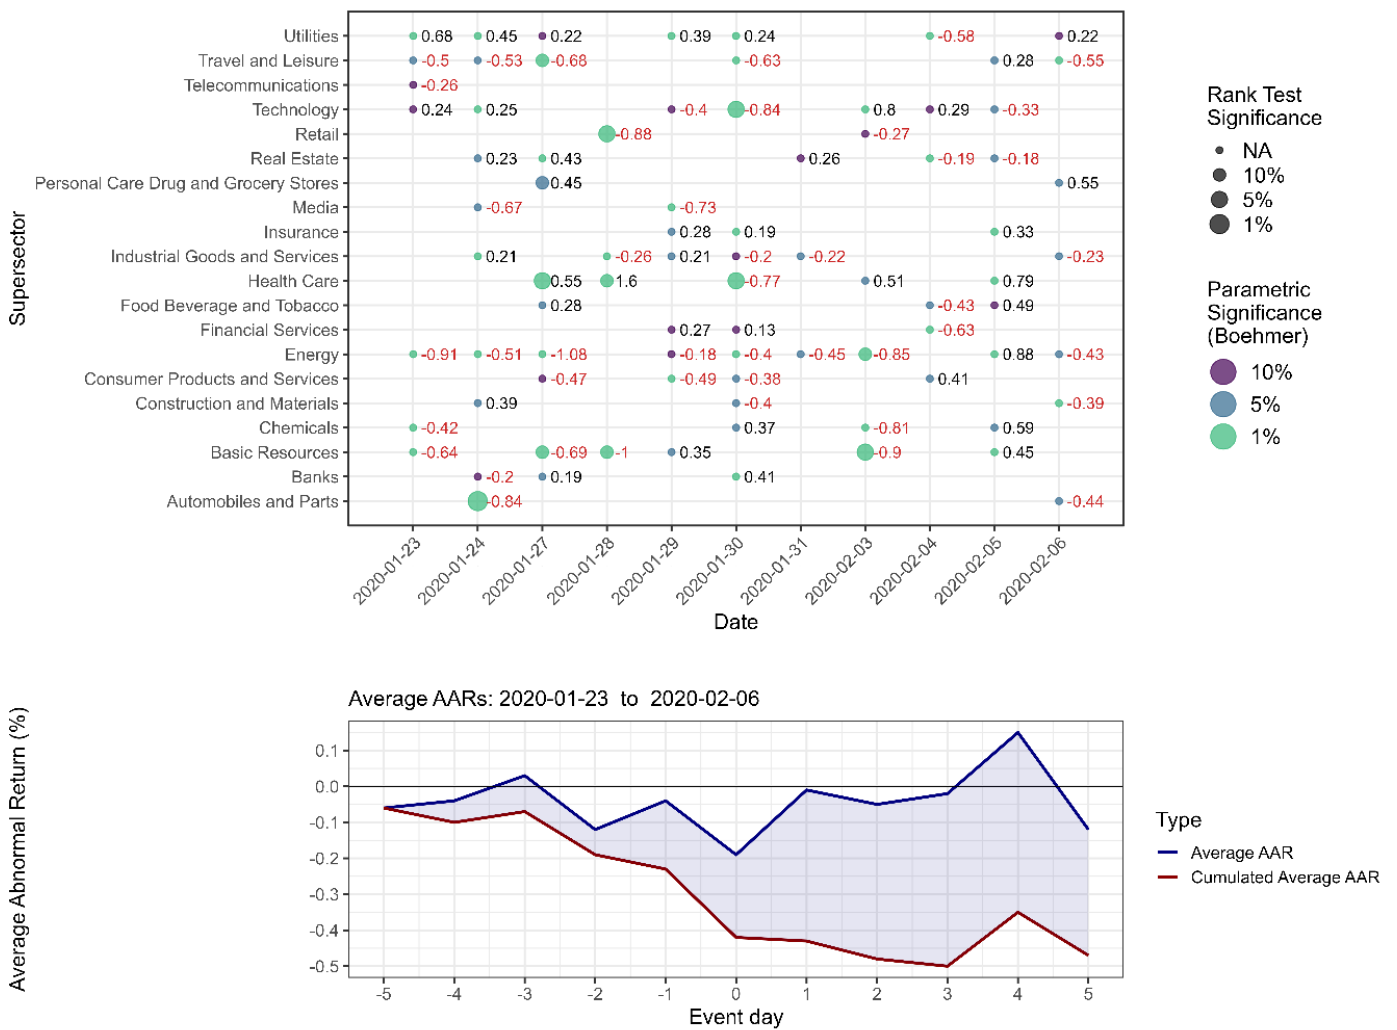 Supersector
Utilities 0.68 0.45 0.22 0.39 0.24 -0.58 0.22
Travel and Leisure -0.5 -0.53 -0.68 -0.63 0.28 -0.55
Telecommunications -0.26
Technology 0.24 0.25 -0.4 -0.84 0.8 0.29 -0.33
Retail -0.88 -0.27
Real Estate 0.23 0.43 0.26 -0.19 -0.18
Personal Care Drug and Grocery Stores 0.45 0.55
Media -0.67 -0.73
Insurance 0.28 0.19 0.33
Industrial Goods and Services 0.21 -0.26 0.21 -0.2 -0.22 -0.23
Health Care 0.55 1.6 -0.77 0.51 0.79
Food Beverage and Tobacco 0.28 -0.43 0.49
Financial Services 0.27 0.13 -0.63
Energy -0.91 -0.51 -1.08 -0.18 -0.4 -0.45 -0.85 0.88 -0.43
Consumer Products and Services -0.47 -0.49 -0.38 0.41
Construction and Materials 0.39 -0.4 -0.39
Chemicals -0.42 0.37 -0.81 0.59
Basic Resources -0.64 -0.69 -1 0.35 -0.9 0.45
Banks -0.2 0.19 0.41
Automobiles and Parts -0.84 -0.44
2020-01-23 2020-01-24 2020-01-27 2020-01-28 2020-01-29 2020-01-30 2020-01-31 2020-02-03 2020-02-04 2020-02-05 2020-02-06
Date
Rank Test
Significance
NA
10%
5%
1%
Parametric
Significance
(Boehmer)
10%
5%
1%
Average AARs: 2020-01-23 to 2020-02-06
Average Abnormal Return (%)
0.1
0.0
-0.1
-0.2
-0.3
-0.4
-0.5
-5 -4 -3 -2 -1 0 1 2 3 4 5
Event day
Type
Average AAR
Cumulated Average AAR